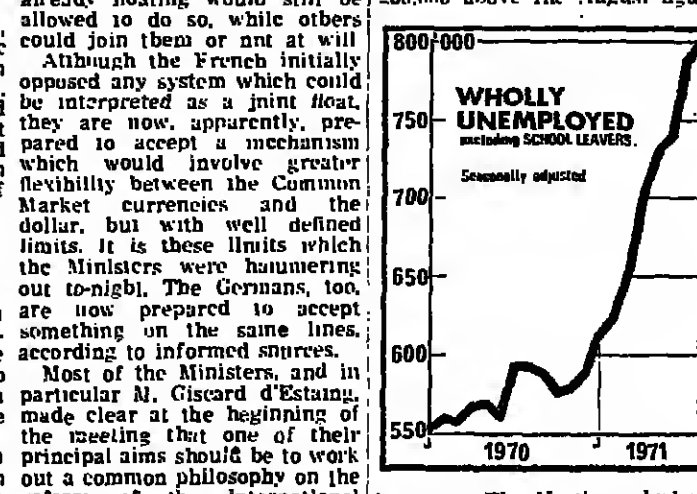 allowed to do so, while others
could join them or not at will
Although the French initially
opposed any system which could
be interpreted as a joint float,
they are now, apparently, pre-
pared to accept a mechanism
which would involve greater
flexibility between the Common
Market currencies and the
dollar, but with well defined
limits. It is these limits which
the Ministers were hammering
out to-night. The Germans, too,
are now prepared to accept
something on the same lines,
according to informed sources.
Most of the Ministers, and in
particular M. Giscard d'Estaing,
made clear at the beginning of
the meeting that one of their
principal aims should be to work
out a common philosophy on the
800·000
WHOLLY
UNEMPLOYED
excluding SCHOOL LEAVERS.
Seasonally adjusted
750
700
650
600
550
J 1970 J 1971